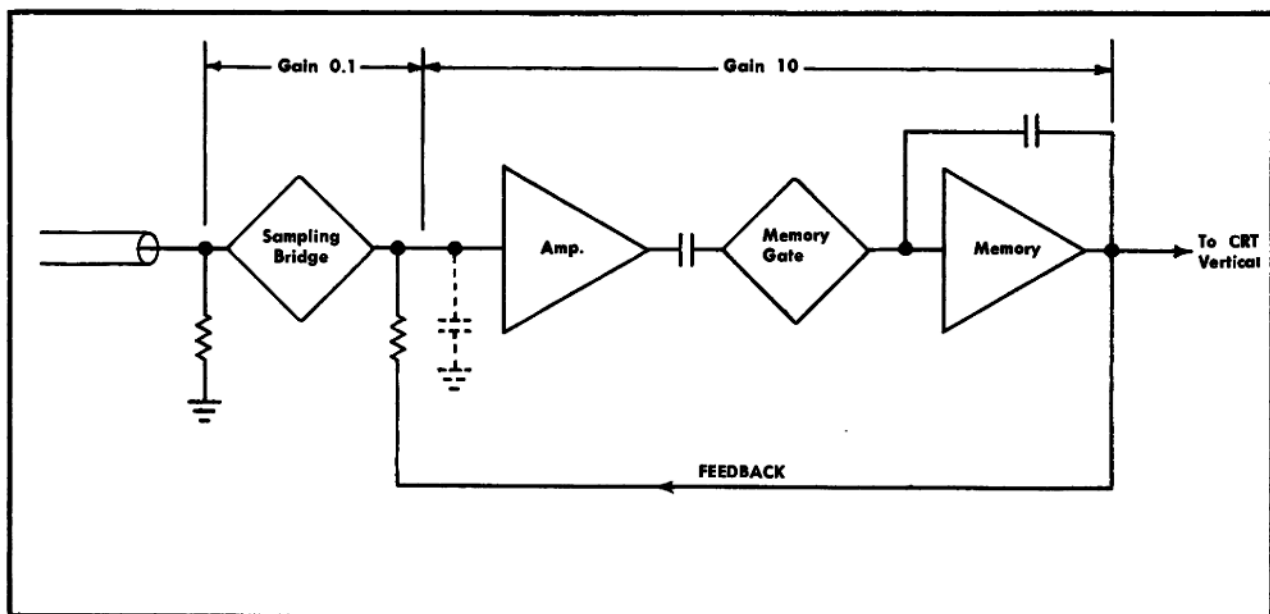 Gain 0.1
Gain 10
Sampling
Bridge
Amp.
Memory
Gate
Memory
To CRT
Vertical
FEEDBACK